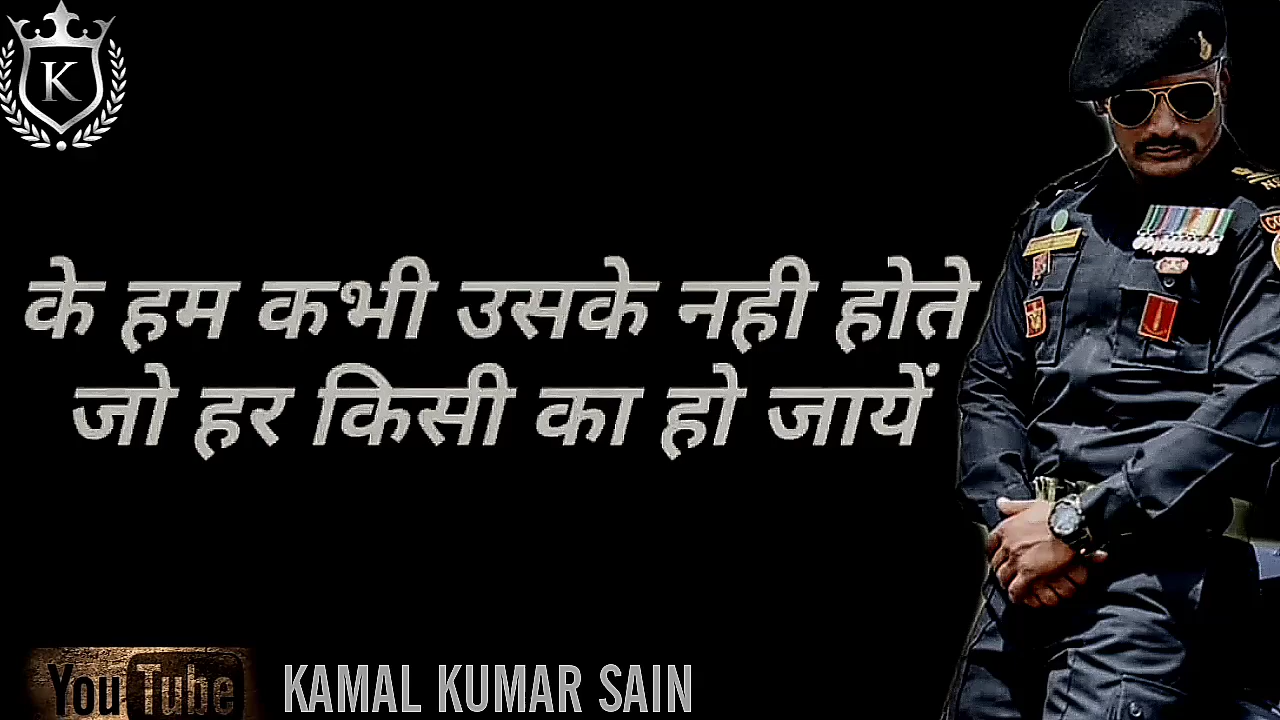 K
के हम कभी उसके नही होते
जो हर किसी का हो जायें
YouTube KAMAL KUMAR SAIN